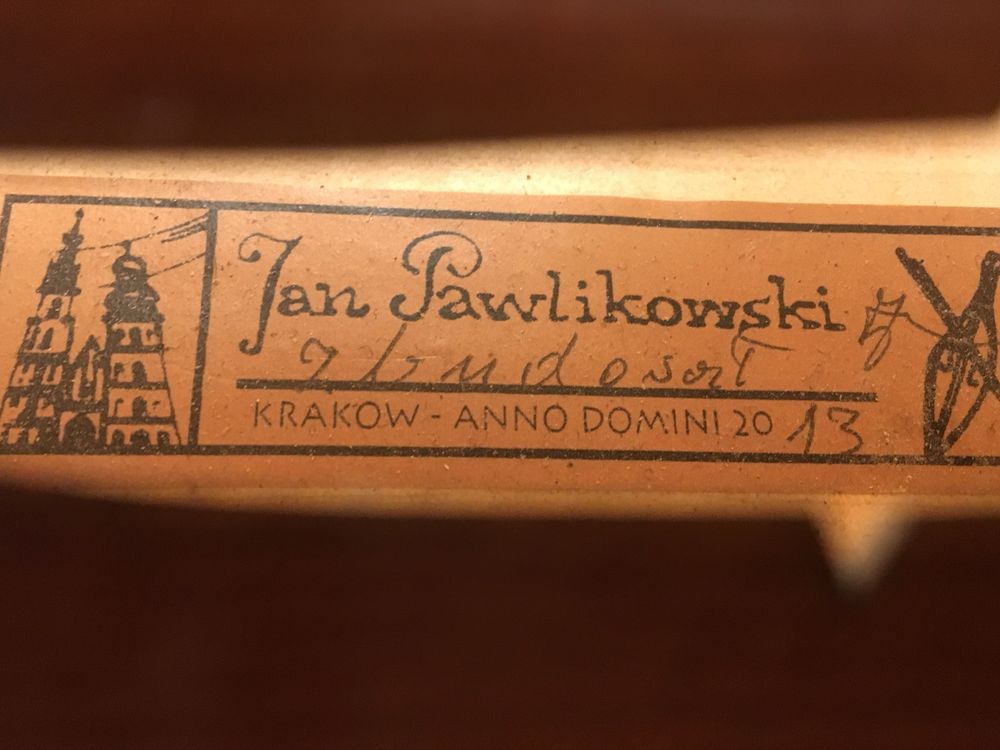 Jan Pawlikowski
KRAKOW - ANNO DOMINI 2013